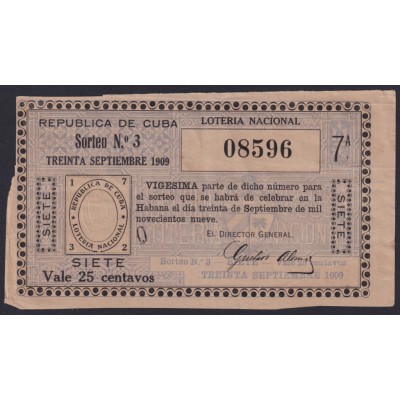 REPUBLICA DE CUBA
LOTERIA NACIONAL
Sorteo N.º 3
TREINTA SEPTIEMBRE 1909
08596
7ª
1 7
REPUBLICA DE CUBA
LOTERIA NACIONAL
3 2
SIETE
SIETE
VIGESIMA parte de dicho número para
el sorteo que se habrá de celebrar en la
Habana el día treinta de Septiembre de mil
novecientos nueve.
EL DIRECTOR GENERAL,
SIETE
Vale 25 centavos
Sorteo N.º 3 SIETE centavos
TREINTA SEPTIEMBRE 1909